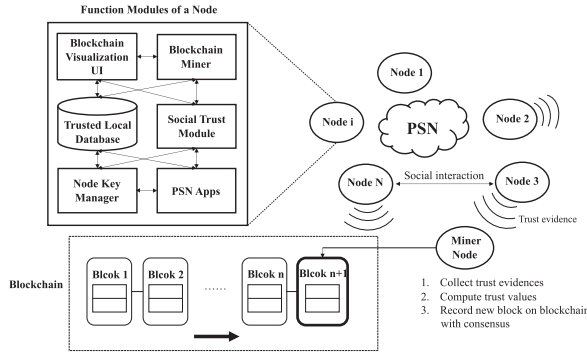 Function Modules of a Node
Blockchain
Visualization
UI
Blockchain
Miner
Trusted Local
Database
Social Trust
Module
Node Key
Manager
PSN Apps
Node 1
Node i
PSN
Node 2
Node N
Social interaction
Node 3
Trust evidence
Miner
Node
Blockchain
Blcok 1
Blcok 2
......
Blcok n
Blcok n+1
1. Collect trust evidences
2. Compute trust values
3. Record new block on blockchain
with consensus